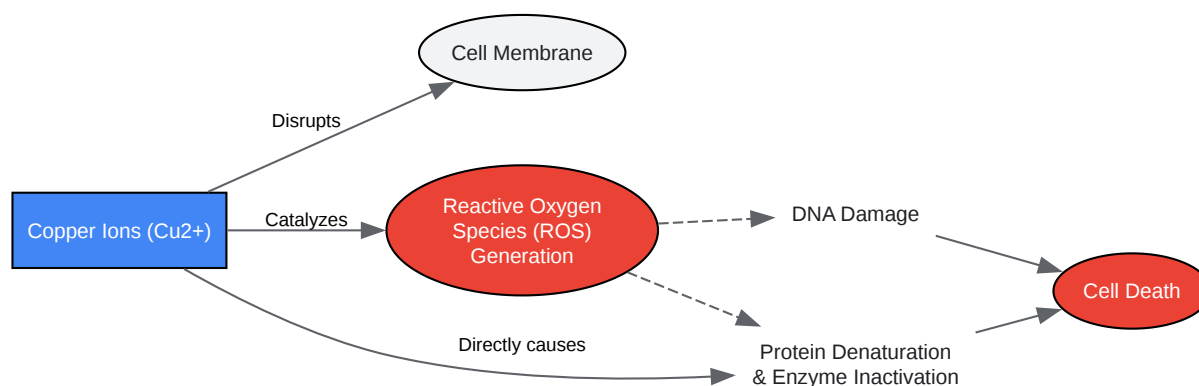 Cell Membrane
Disrupts
Copper Ions (Cu2+)
Catalyzes
Reactive Oxygen
Species (ROS)
Generation
DNA Damage
Cell Death
Directly causes
Protein Denaturation
& Enzyme Inactivation